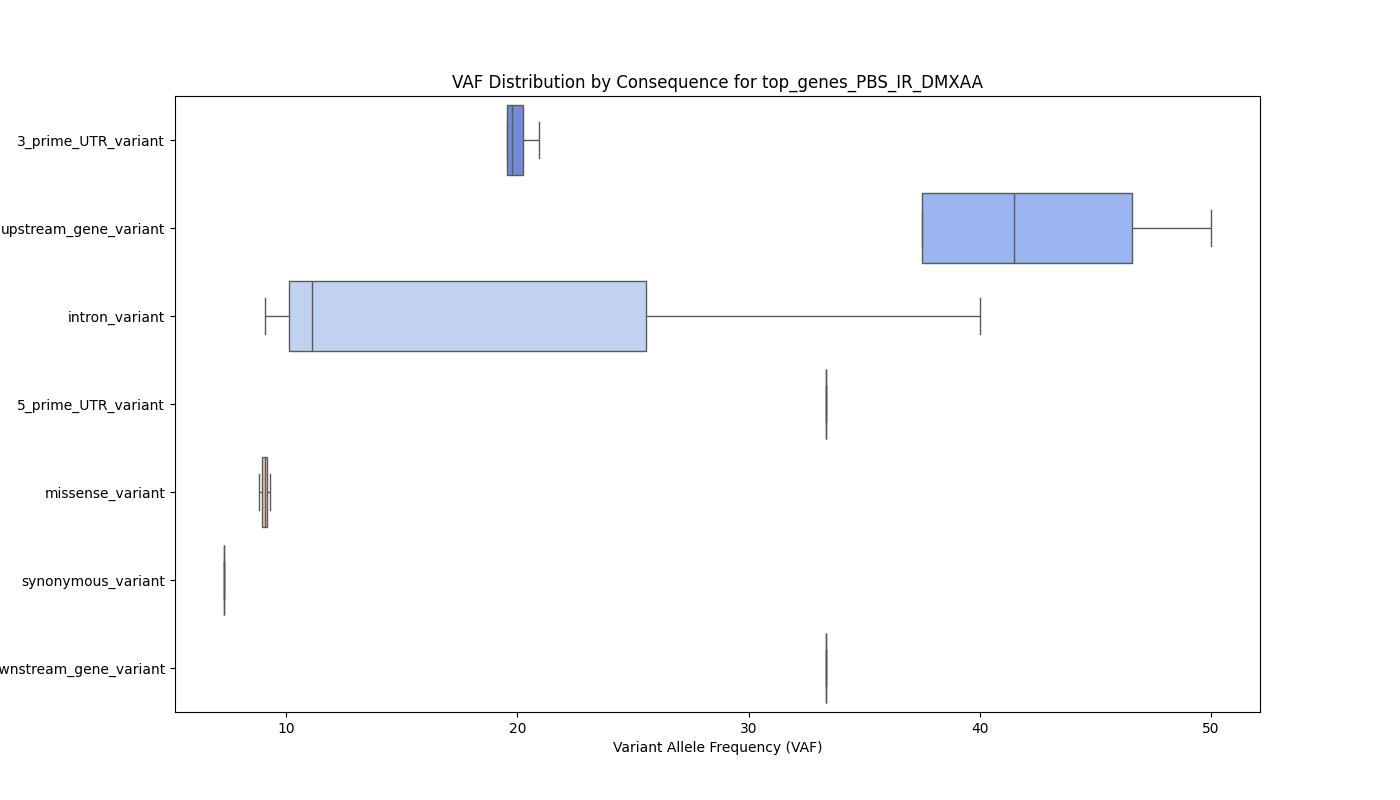 VAF Distribution by Consequence for top_genes_PBS_IR_DMXAA
3_prime_UTR_variant
upstream_gene_variant
intron_variant
5_prime_UTR_variant
missense_variant
synonymous_variant
wnstream_gene_variant
10 20 30 40 50
Variant Allele Frequency (VAF)